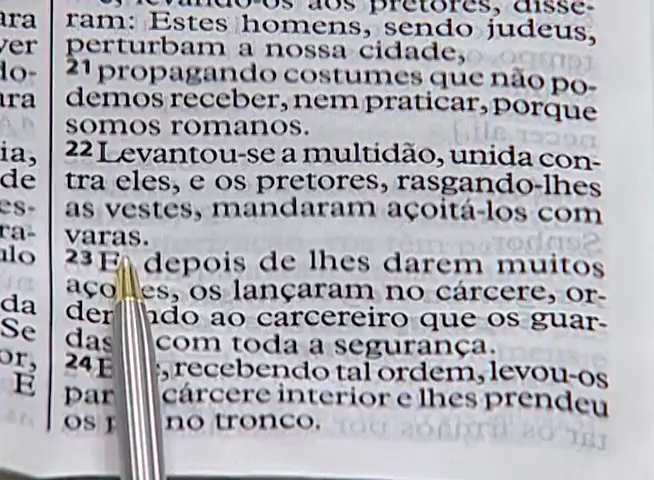 aos pretores, disse-
ram: Estes homens, sendo judeus,
perturbam a nossa cidade,
21 propagando costumes que não po-
demos receber, nem praticar, porque
somos romanos.
22 Levantou-se a multidão, unida con-
tra eles, e os pretores, rasgando-lhes
as vestes, mandaram açoitá-los com
varas.
23 E, depois de lhes darem muitos
os lançaram no cárcere, or-
ao carcereiro que os guar-
com toda a segurança.
24 recebendo tal ordem, levou-os
cárcere interior e lhes prendeu
os no tronco.